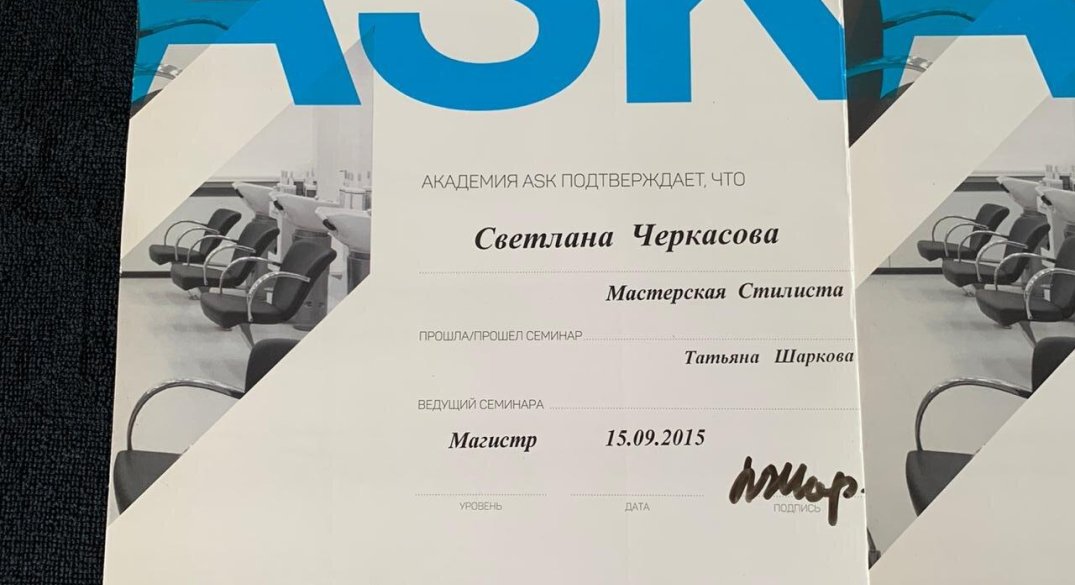 ASK
АКАДЕМИЯ ASK ПОДТВЕРЖДАЕТ, ЧТО
Светлана Черкасова
Мастерская Стилиста
ПРОШЛА/ПРОШЕЛ СЕМИНАР
Татьяна Шаркова
ВЕДУЩИЙ СЕМИНАРА
Магистр 15.09.2015
УРОВЕНЬ ДАТА ПОДПИСЬ